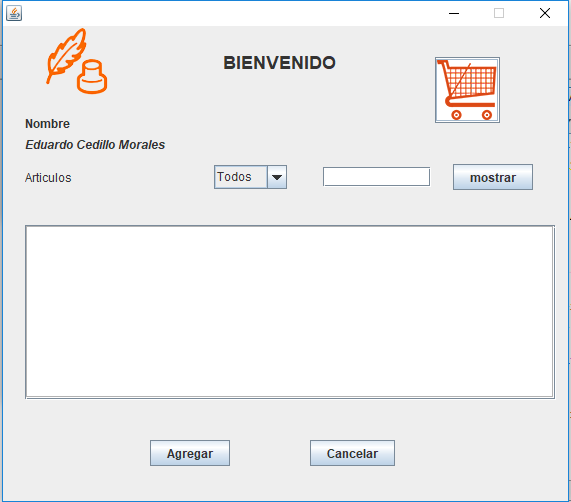 BIENVENIDO
Nombre
Eduardo Cedillo Morales
Articulos Todos mostrar
Agregar Cancelar